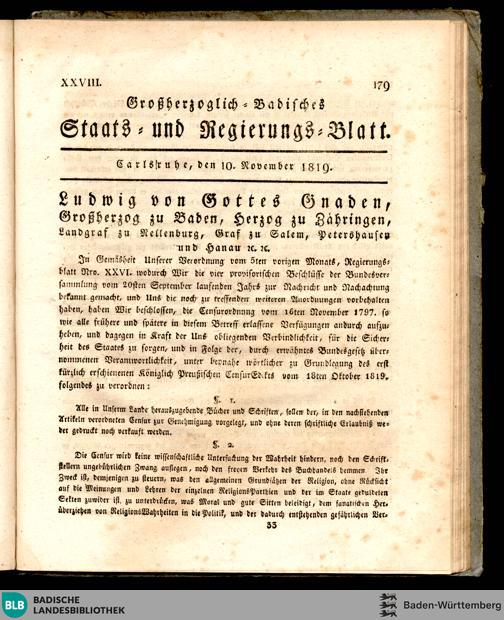 XXVIII. 179
Großherzoglich-Badisches
Staats- und Regierungs-Blatt.
Carlsruhe, den 10. November 1819.
Ludwig von Gottes Gnaden,
Großherzog zu Baden, Herzog zu Zähringen,
Landgraf zu Nellenburg, Graf zu Salem, Petershausen
und Hanau ꝛc. ꝛc.
In Gemäsheit Unserer Verordnung vom 5ten vorigen Monats, Regierungs-
blatt Nro. XXVI. wodurch Wir die vier provisorischen Beschlüsse der Bundesver-
sammlung vom 20sten September laufenden Jahrs zur Nachricht und Nachachtung
bekannt gemacht, und Uns die noch zu treffenden weiteren Anordnungen vorbehalten
haben, haben Wir beschlossen, die Censurordnung vom 16ten November 1797. so
wie alle frühere und spätere in diesem Betreff erlassene Verfügungen andurch aufzu-
heben, und dagegen, in Kraft der Uns obliegenden Verbindlichkeit, für die Sicher-
heit des Staates zu sorgen, und in Folge der, durch erwähntes Bundesgesetz über-
nommenen Verantwortlichkeit, unter beynahe wörtlicher zu Grundlegung des erst
kürzlich erschienenen Königlich Preußischen CensurEdikts vom 18ten Oktober 1819.
folgendes zu verordnen:
§. 1.
Alle in Unserm Lande herauszugebende Bücher und Schriften, sollen der, in den nachstehenden
Artikeln verordneten Censur zur Genehmigung vorgelegt, und ohne deren schriftliche Erlaubniß we-
der gedruckt noch verkauft werden.
§. 2.
Die Censur wird keine wissenschaftliche Untersuchung der Wahrheit hindern, noch den Schrift-
stellern ungebührlichen Zwang auflegen, noch den freyen Verkehr des Buchhandels hemmen Ihr
Zweck ist, demjenigen zu steuern, was den allgemeinen Grundsätzen der Religion, ohne Rücksicht
auf die Meinungen und Lehren der einzelnen ReligionsParthien und der im Staate geduldeten
Sekten zuwider ist, zu unterdrücken, was Moral und gute Sitten beleidigt, dem fanatischen Her-
überziehen von ReligionsWahrheiten in die Politik, und der dadurch entstehenden gefährlichen Ver-
33
BLB BADISCHE
LANDESBIBLIOTHEK
Baden-Württemberg